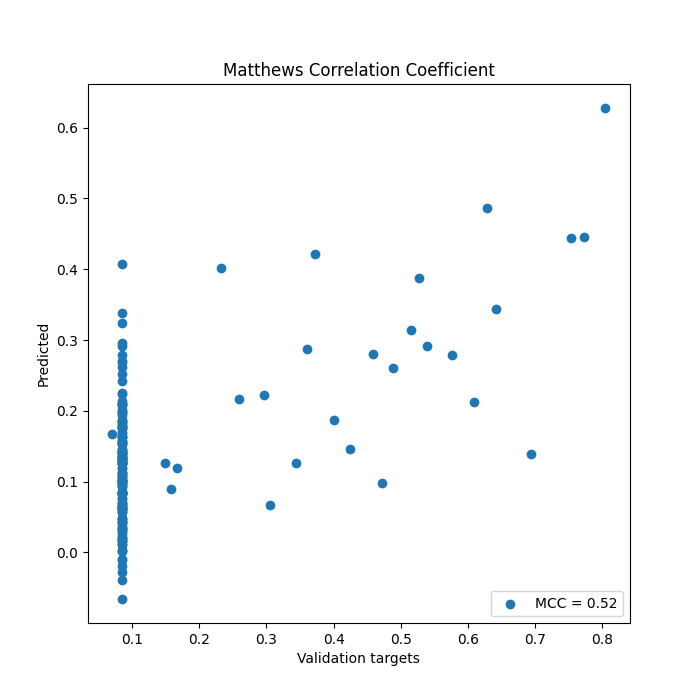 Matthews Correlation Coefficient
0.6
0.5
0.4
0.3
0.2
0.1
0.0
Predicted
MCC = 0.52
0.1 0.2 0.3 0.4 0.5 0.6 0.7 0.8
Validation targets